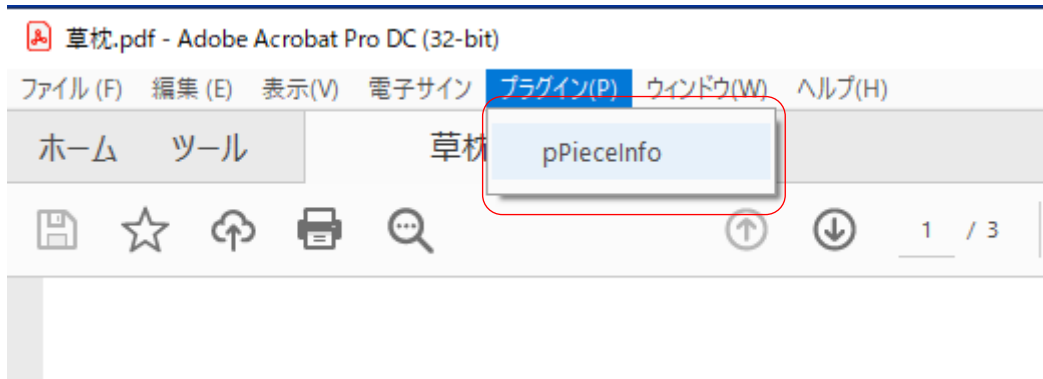 草枕.pdf - Adobe Acrobat Pro DC (32-bit)
ファイル (F) 編集 (E) 表示(V) 電子サイン プラグイン(P) ウィンドウ(W) ヘルプ(H)
ホーム ツール 草枕
pPieceInfo
1 / 3